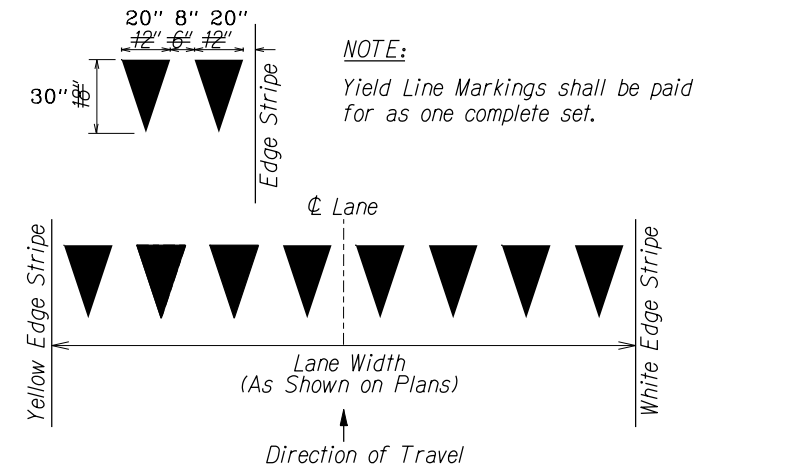 20" 8" 20"
12" 6" 12"
30" 18"
Edge Stripe
NOTE:
Yield Line Markings shall be paid
for as one complete set.
℄ Lane
Yellow Edge Stripe
White Edge Stripe
Lane Width
(As Shown on Plans)
Direction of Travel